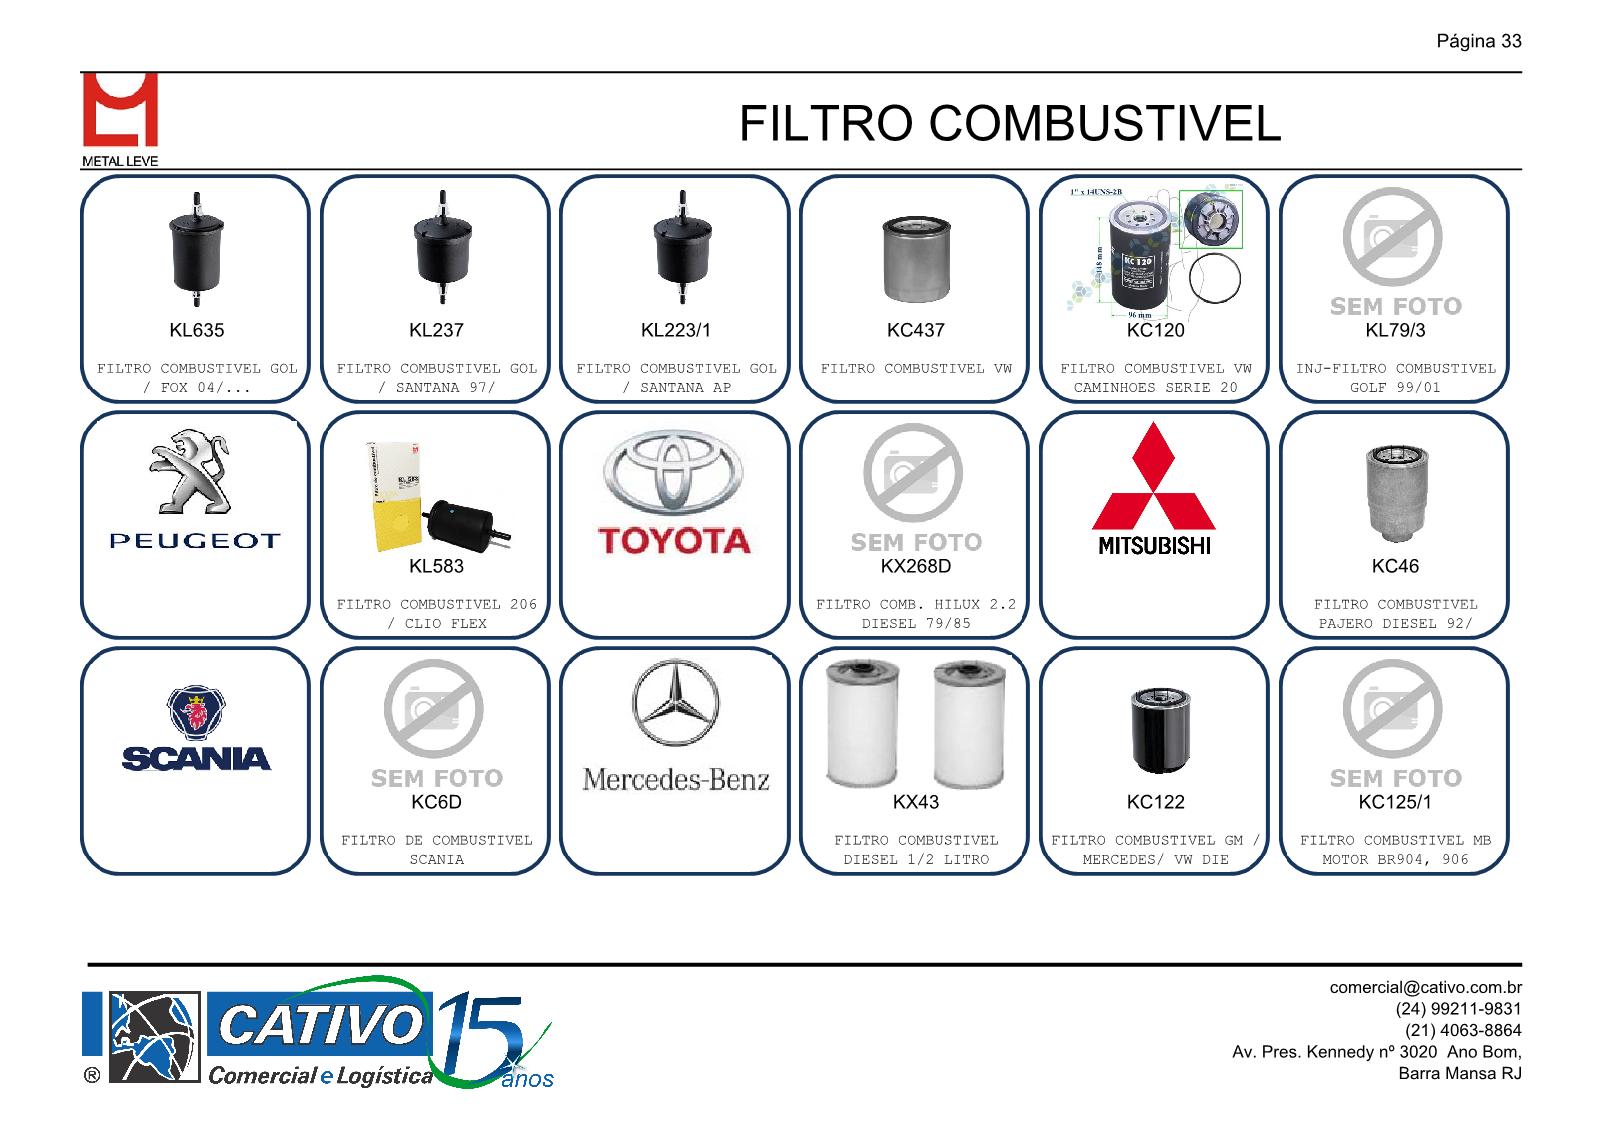 Página 33
METAL LEVE
FILTRO COMBUSTIVEL
KL635
FILTRO COMBUSTIVEL GOL
/ FOX 04/...
KL237
FILTRO COMBUSTIVEL GOL
/ SANTANA 97/
KL223/1
FILTRO COMBUSTIVEL GOL
/ SANTANA AP
KC437
FILTRO COMBUSTIVEL VW
1" x 14UNS-2B
148 mm
KC 120
96 mm
KC120
FILTRO COMBUSTIVEL VW
CAMINHOES SERIE 20
SEM FOTO
KL79/3
INJ-FILTRO COMBUSTIVEL
GOLF 99/01
PEUGEOT
KL583
FILTRO COMBUSTIVEL 206
/ CLIO FLEX
TOYOTA
SEM FOTO
KX268D
FILTRO COMB. HILUX 2.2
DIESEL 79/85
MITSUBISHI
KC46
FILTRO COMBUSTIVEL
PAJERO DIESEL 92/
SCANIA
SEM FOTO
KC6D
FILTRO DE COMBUSTIVEL
SCANIA
Mercedes-Benz
KX43
FILTRO COMBUSTIVEL
DIESEL 1/2 LITRO
KC122
FILTRO COMBUSTIVEL GM /
MERCEDES/ VW DIE
SEM FOTO
KC125/1
FILTRO COMBUSTIVEL MB
MOTOR BR904, 906
® CATIVO 15 anos
Comercial e Logística
comercial@cativo.com.br
(24) 99211-9831
(21) 4063-8864
Av. Pres. Kennedy nº 3020  Ano Bom,
Barra Mansa RJ